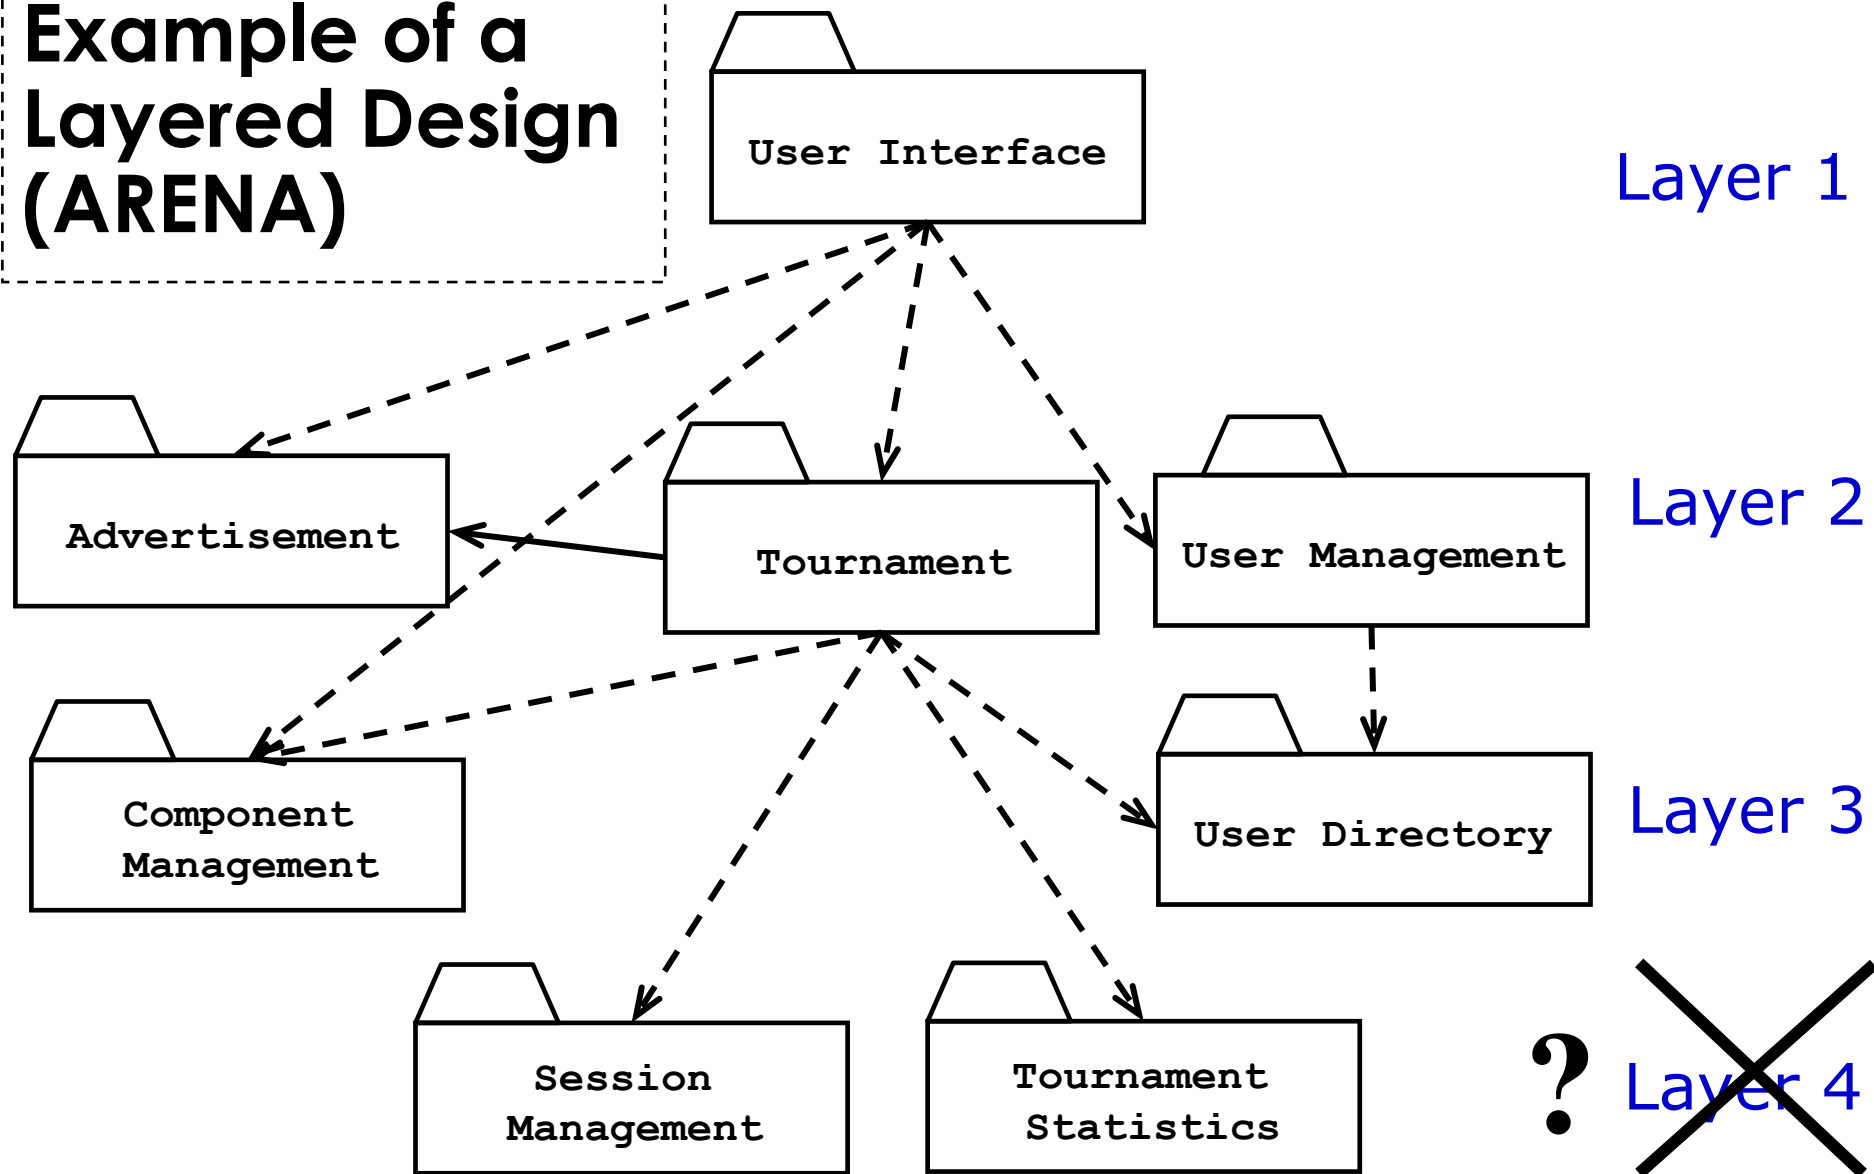 Example of a
Layered Design
(ARENA)
User Interface
Layer 1
Advertisement
Tournament
User Management
Layer 2
Component
Management
User Directory
Layer 3
Session
Management
Tournament
Statistics
?
Layer 4